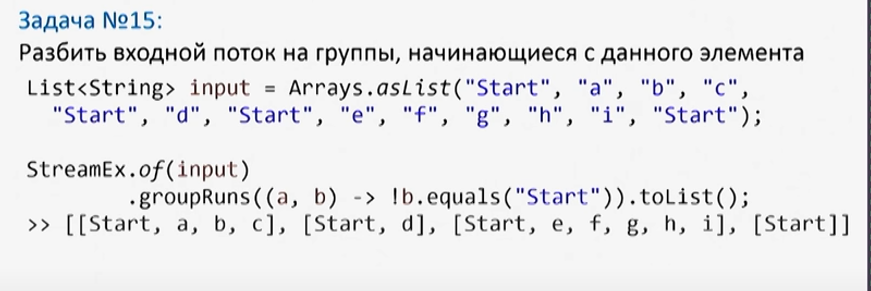 Задача №15:
Разбить входной поток на группы, начинающиеся с данного элемента
List<String> input = Arrays.asList("Start", "a", "b", "c",
"Start", "d", "Start", "e", "f", "g", "h", "i", "Start");
StreamEx.of(input)
.groupRuns((a, b) -> !b.equals("Start")).toList();
>> [[Start, a, b, c], [Start, d], [Start, e, f, g, h, i], [Start]]